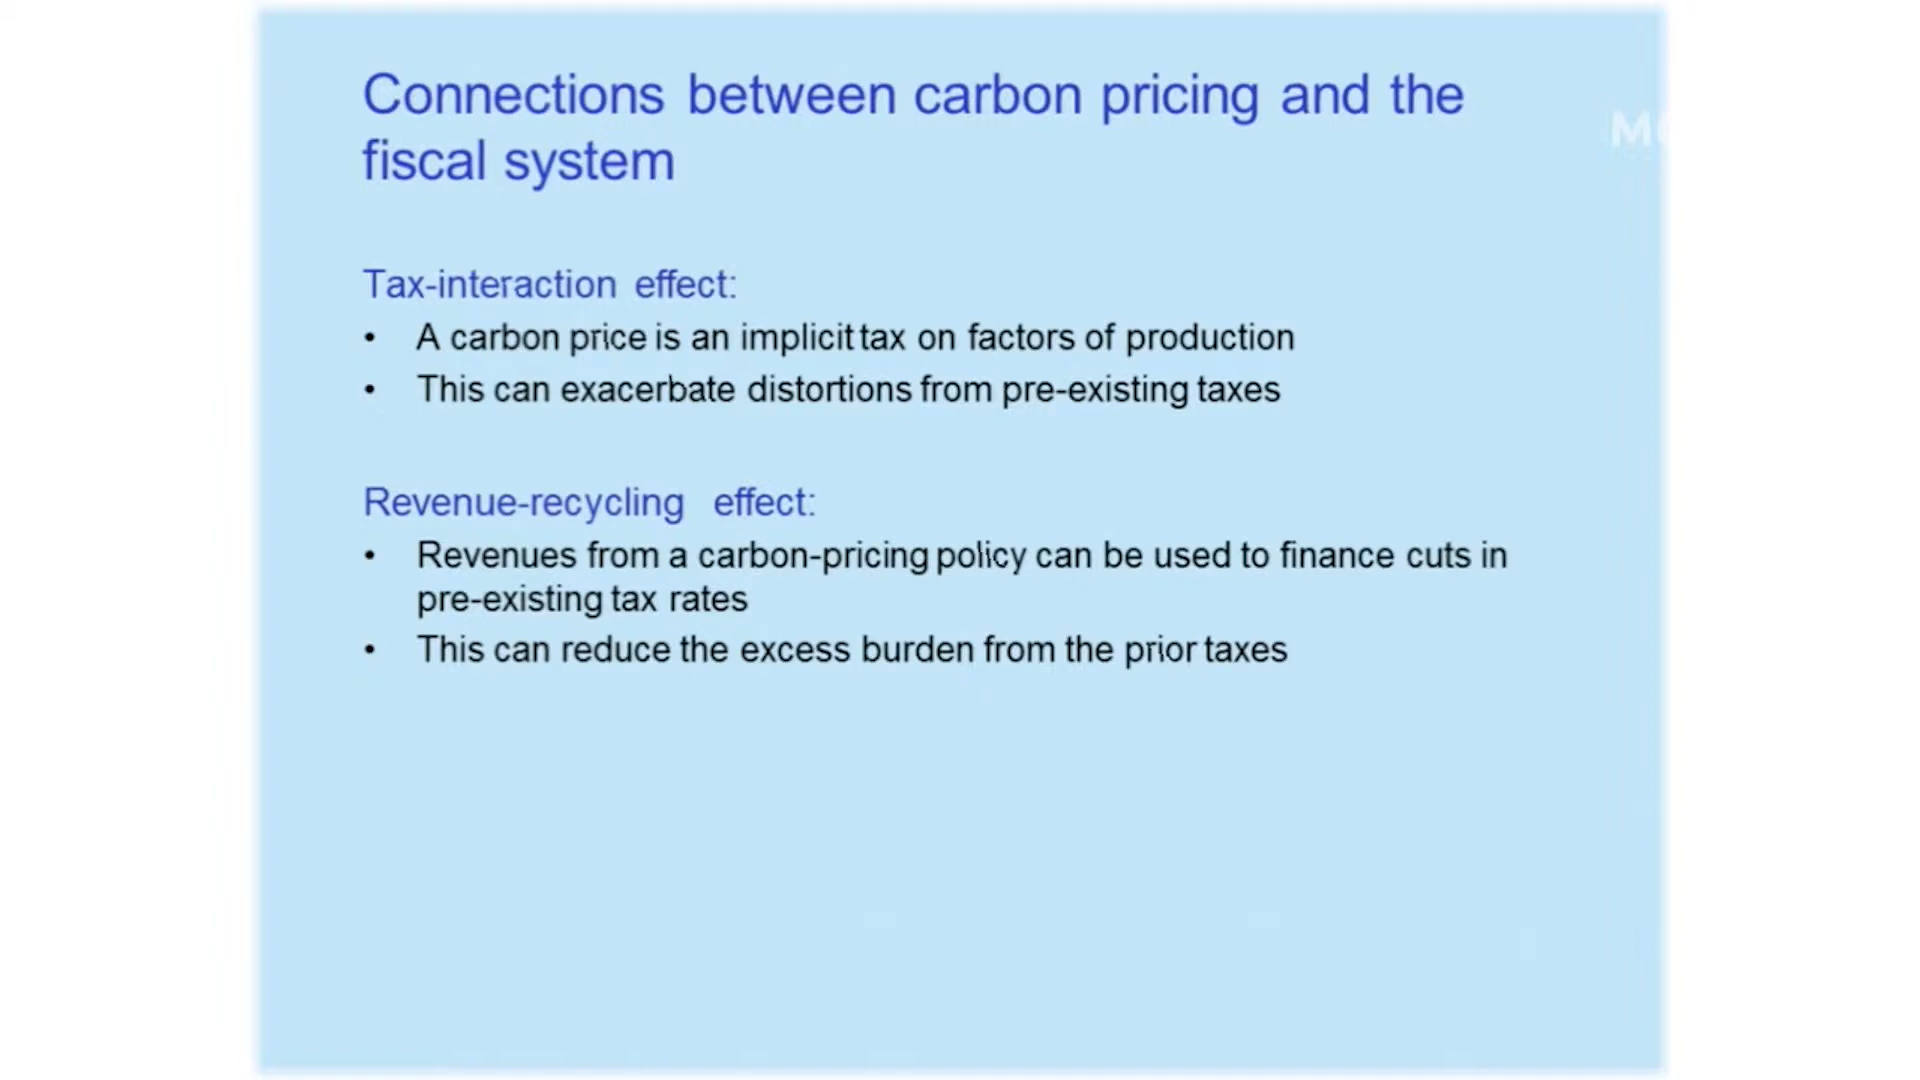 Connections between carbon pricing and the
fiscal system
Tax-interaction effect:
• A carbon price is an implicit tax on factors of production
• This can exacerbate distortions from pre-existing taxes
Revenue-recycling effect:
• Revenues from a carbon-pricing policy can be used to finance cuts in
pre-existing tax rates
• This can reduce the excess burden from the prior taxes